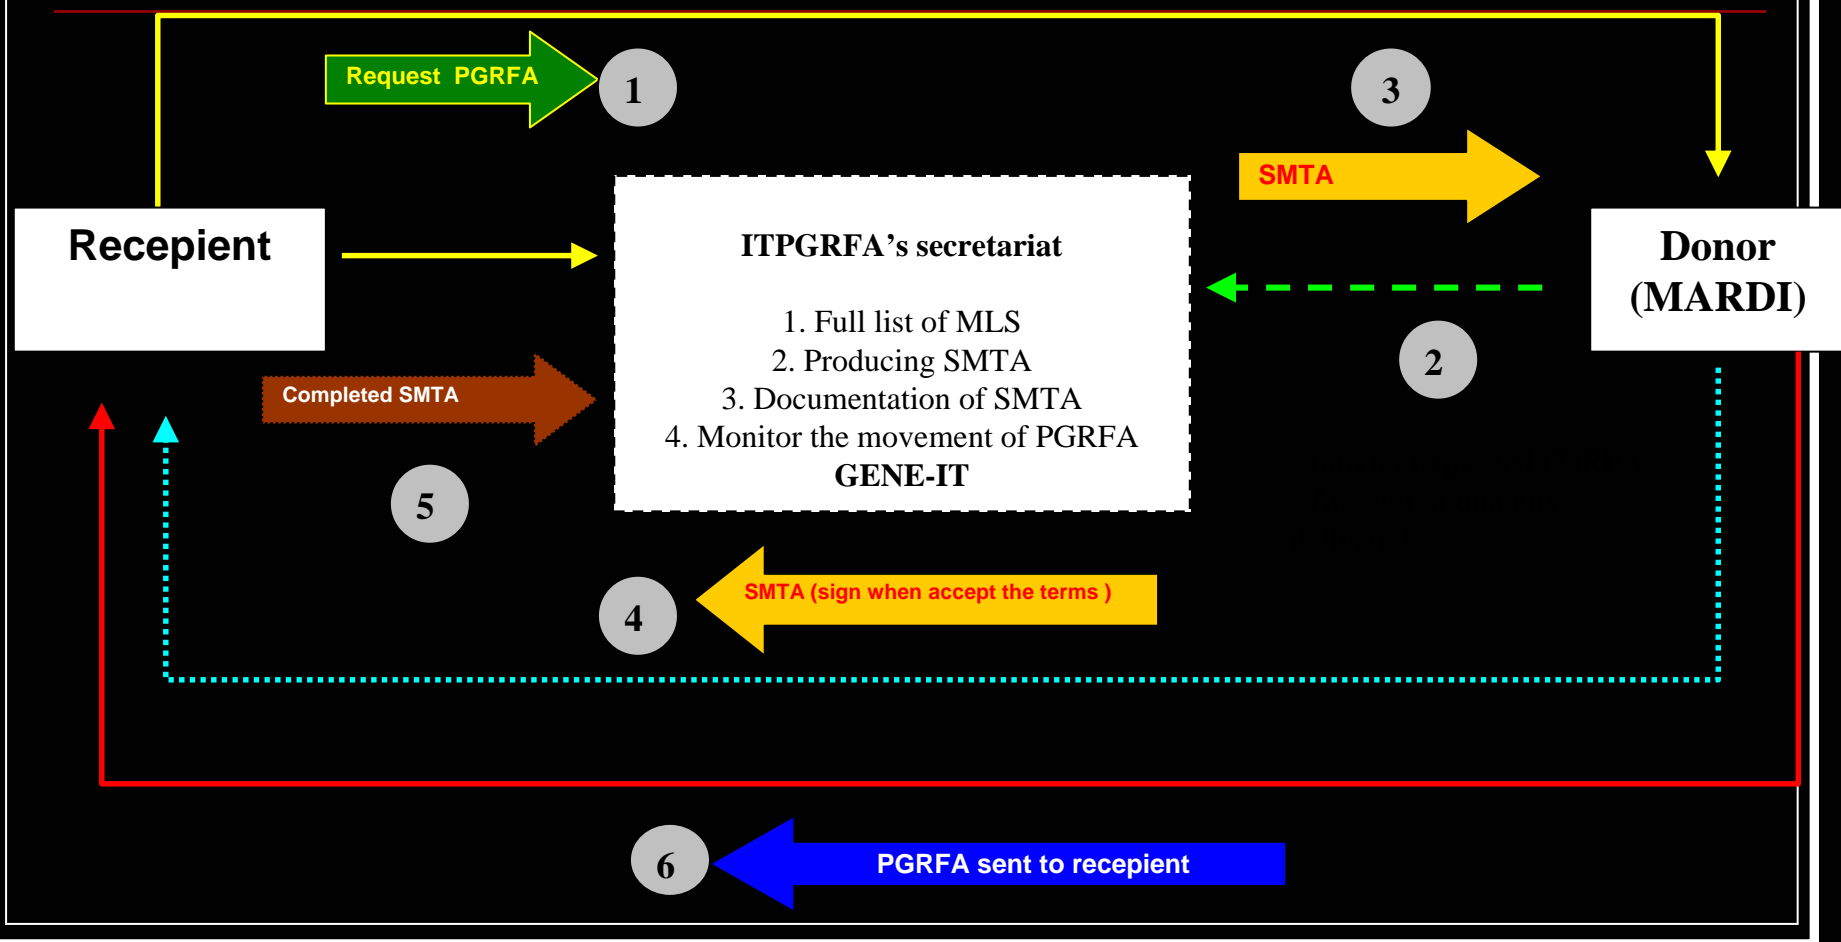 Request PGRFA
1
3
SMTA
Recepient
ITPGRFA's secretariat
1. Full list of MLS
2. Producing SMTA
3. Documentation of SMTA
4. Monitor the movement of PGRFA
GENE-IT
Donor
(MARDI)
2
Completed SMTA
5
SMTA (sign when accept the terms )
4
6
PGRFA sent to recepient